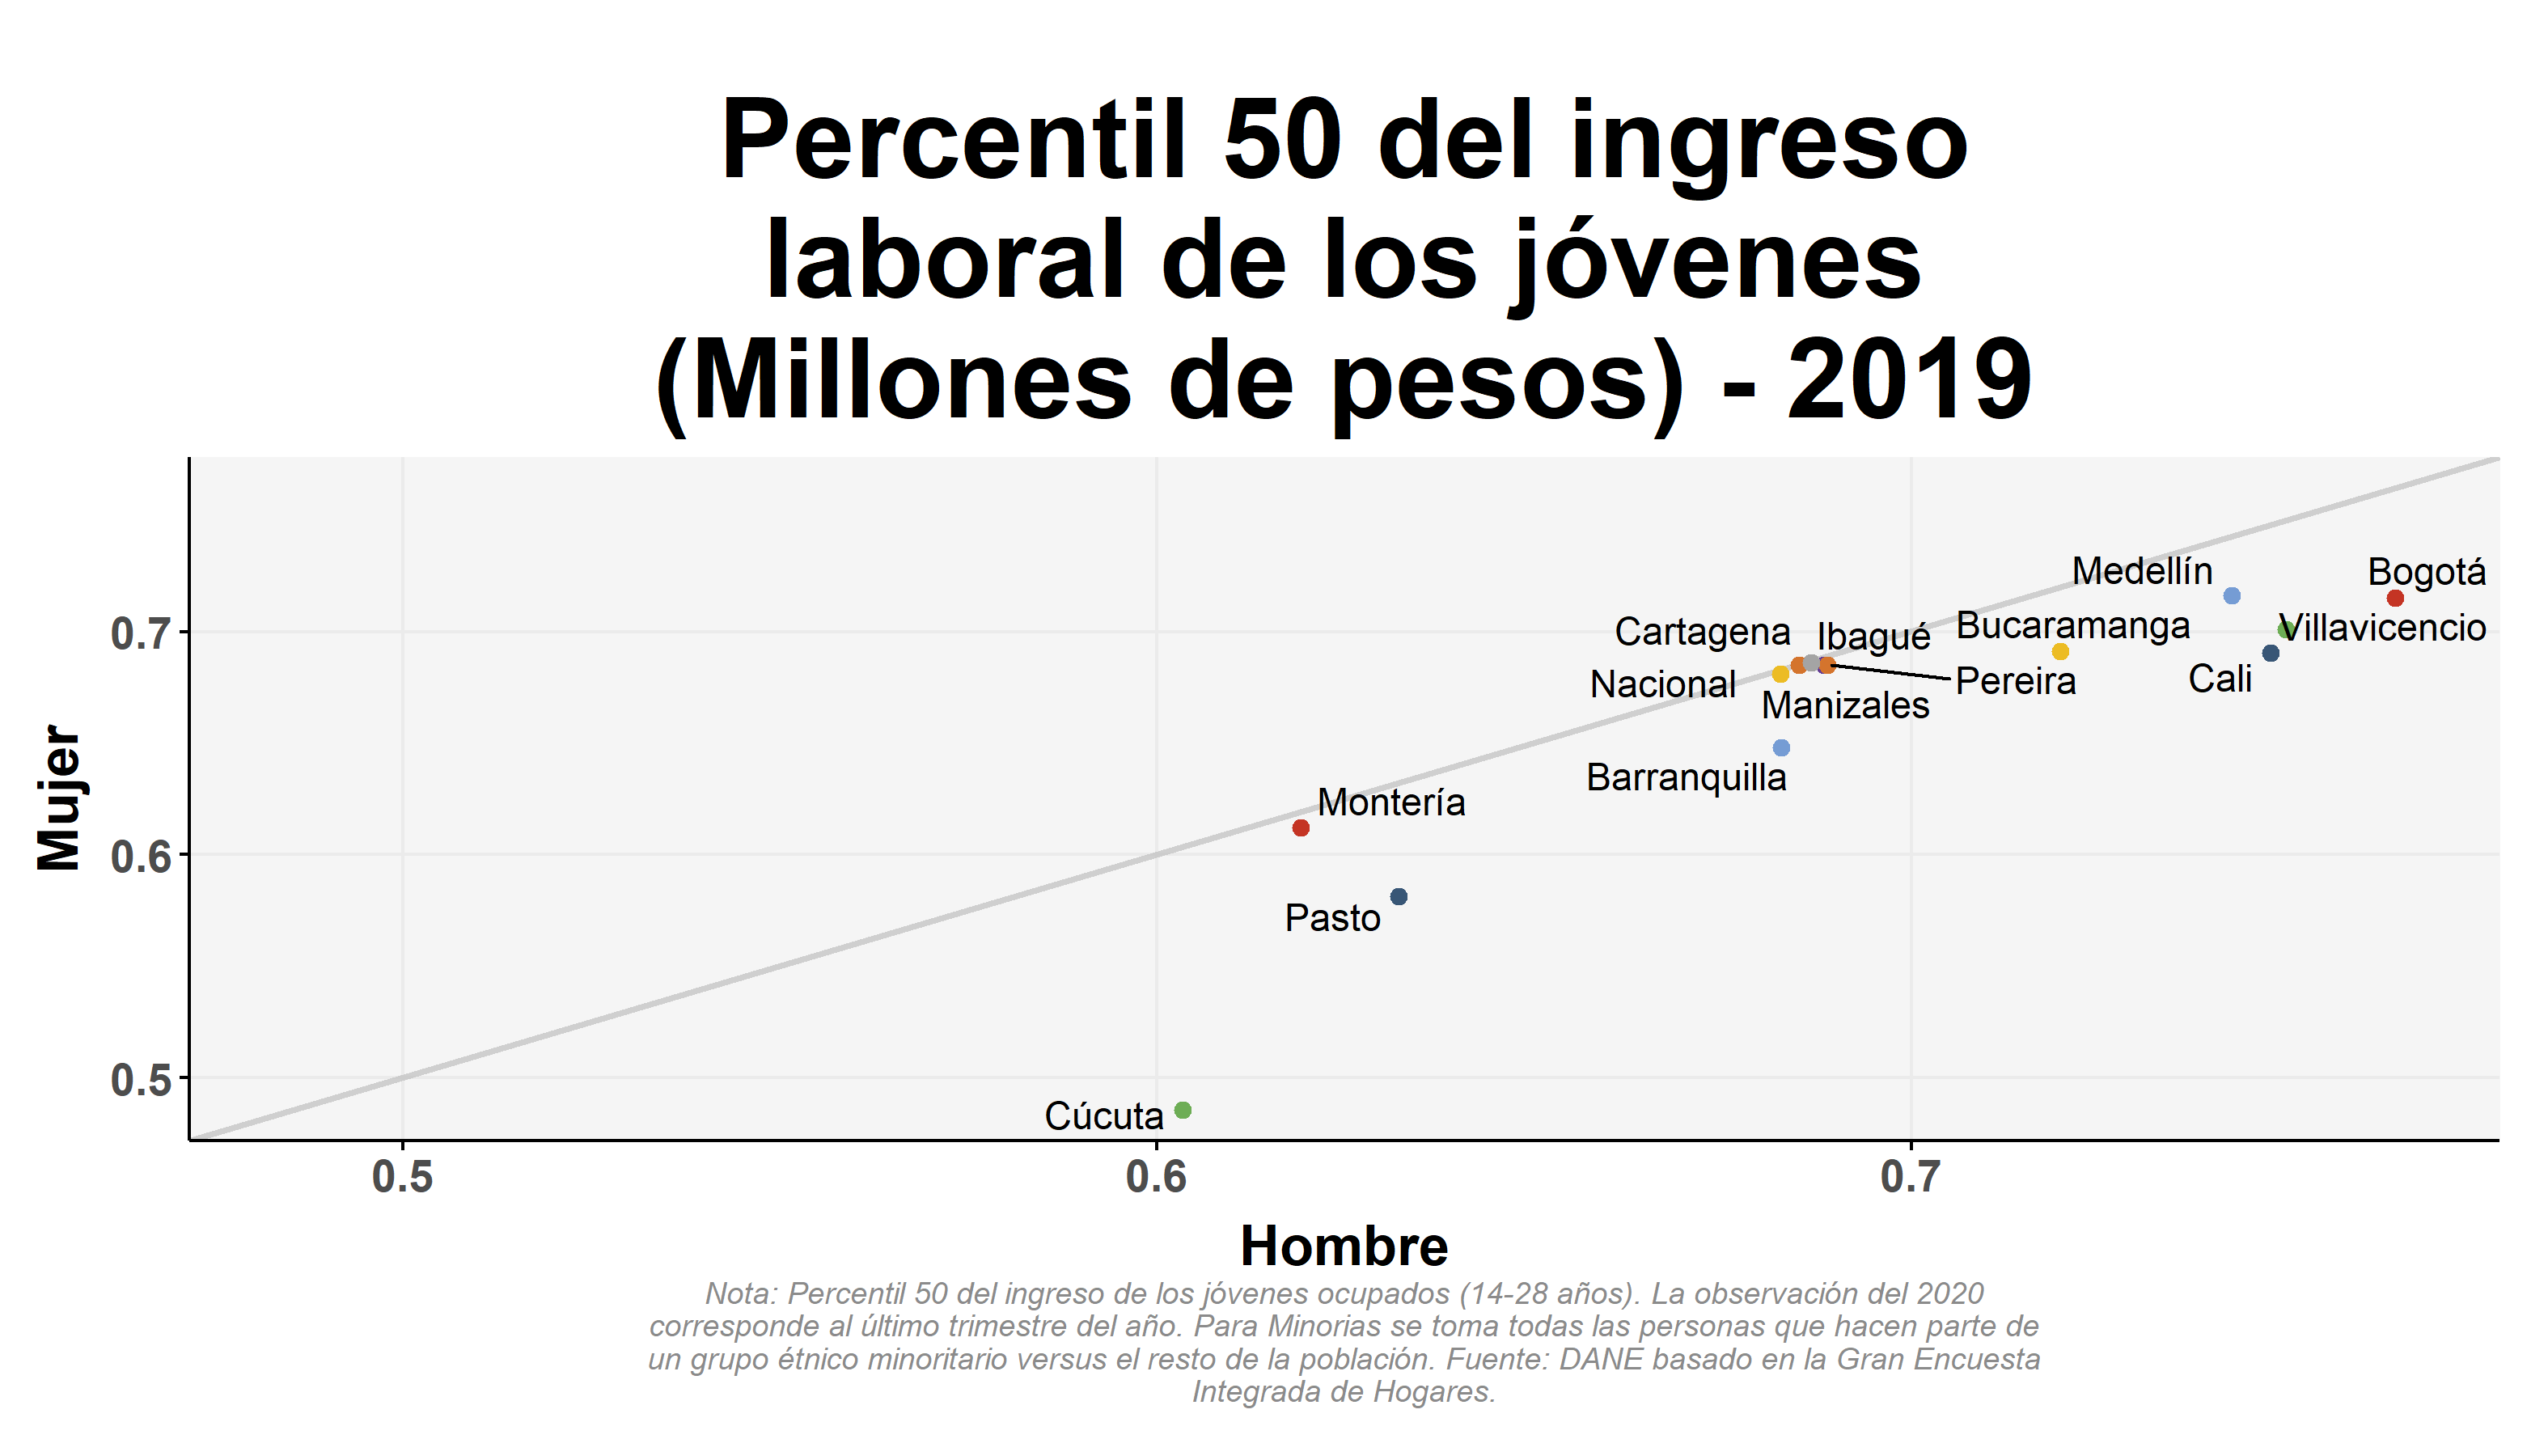 Percentil 50 del ingreso
laboral de los jóvenes
(Millones de pesos) - 2019
Mujer
0.7
0.6
0.5
Medellín
Bogotá
Cartagena
Ibagué
Bucaramanga
Villavicencio
Nacional
Pereira
Cali
Manizales
Barranquilla
Montería
Pasto
Cúcuta
0.5
0.6
0.7
Hombre
Nota: Percentil 50 del ingreso de los jóvenes ocupados (14-28 años). La observación del 2020
corresponde al último trimestre del año. Para Minorias se toma todas las personas que hacen parte de
un grupo étnico minoritario versus el resto de la población. Fuente: DANE basado en la Gran Encuesta
Integrada de Hogares.